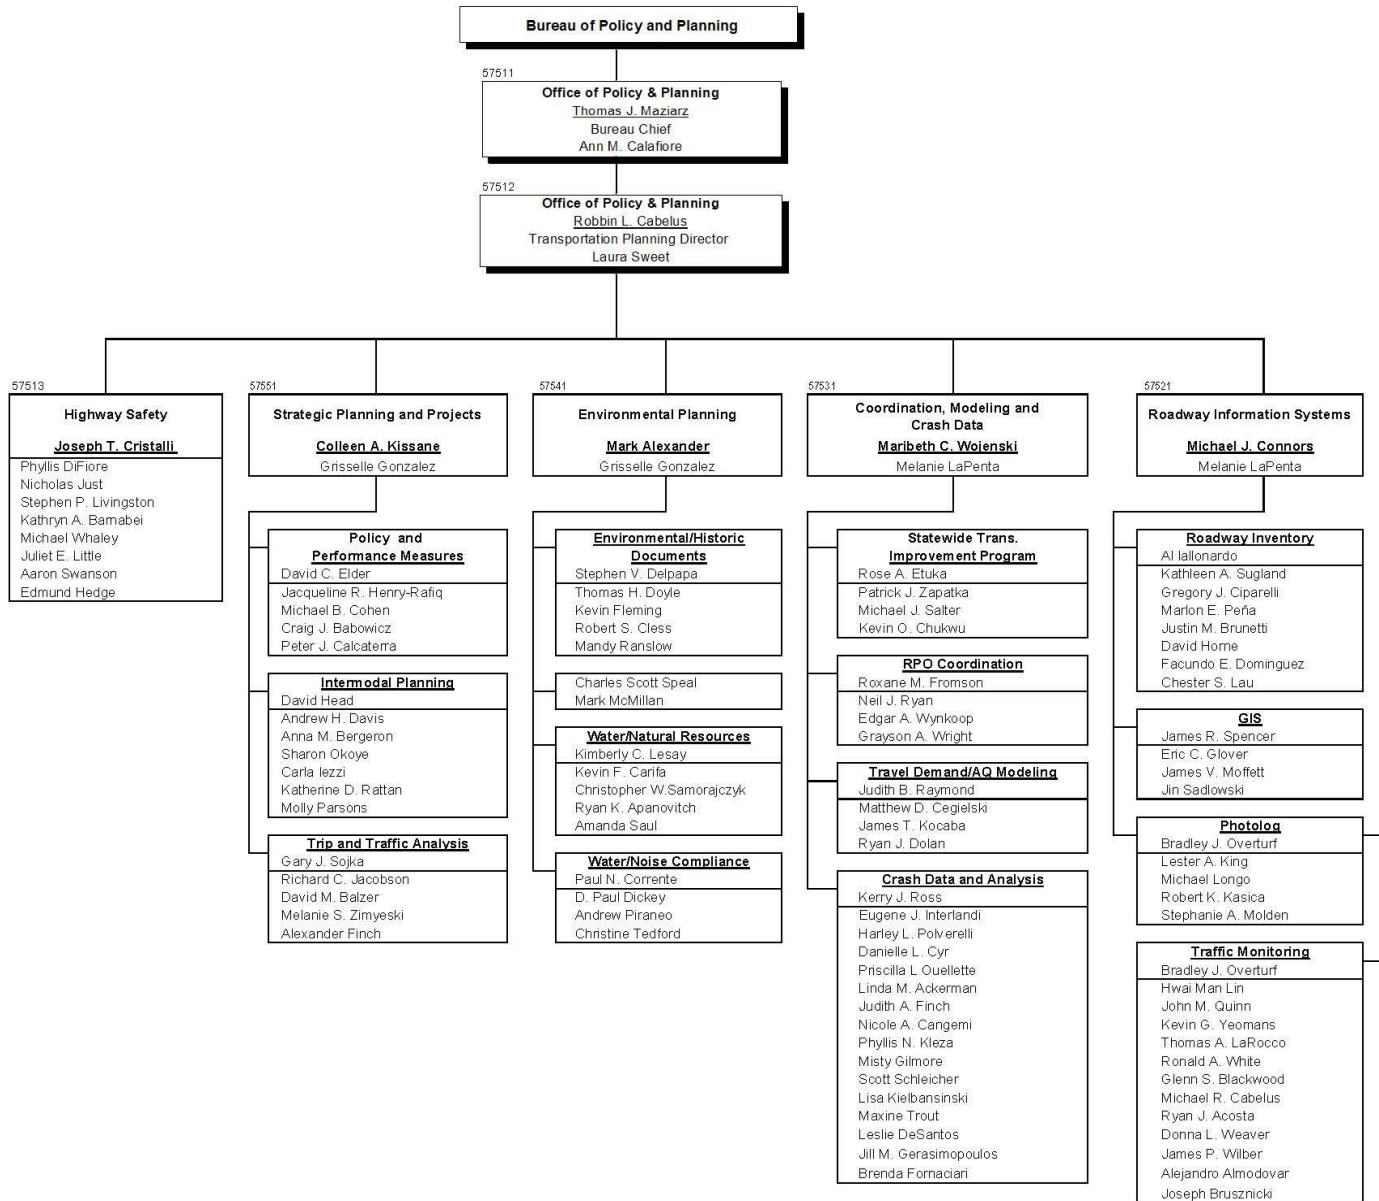 Bureau of Policy and Planning
57511
Office of Policy & Planning
Thomas J. Maziarz
Bureau Chief
Ann M. Calafiore
57512
Office of Policy & Planning
Robbin L. Cabelus
Transportation Planning Director
Laura Sweet
57513
Highway Safety
Joseph T. Cristalli
Phyllis DiFiore
Nicholas Just
Stephen P. Livingston
Kathryn A. Barnabei
Michael Whaley
Juliet E. Little
Aaron Swanson
Edmund Hedge
57551
Strategic Planning and Projects
Colleen A. Kissane
Grisselle Gonzalez
Policy and
Performance Measures
David C. Elder
Jacqueline R. Henry-Rafiq
Michael B. Cohen
Craig J. Babowicz
Peter J. Calcaterra
Intermodal Planning
David Head
Andrew H. Davis
Anna M. Bergeron
Sharon Okoye
Carla Iezzi
Katherine D. Rattan
Molly Parsons
Trip and Traffic Analysis
Gary J. Sojka
Richard C. Jacobson
David M. Balzer
Melanie S. Zimyeski
Alexander Finch
57541
Environmental Planning
Mark Alexander
Grisselle Gonzalez
Environmental/Historic
Documents
Stephen V. Delpapa
Thomas H. Doyle
Kevin Fleming
Robert S. Cless
Mandy Ranslow
Charles Scott Speal
Mark McMillan
Water/Natural Resources
Kimberly C. Lesay
Kevin F. Carifa
Christopher W.Samorajczyk
Ryan K. Apanovitch
Amanda Saul
Water/Noise Compliance
Paul N. Corrente
D. Paul Dickey
Andrew Piraneo
Christine Tedford
57531
Coordination, Modeling and
Crash Data
Maribeth C. Wojenski
Melanie LaPenta
Statewide Trans.
Improvement Program
Rose A. Etuka
Patrick J. Zapatka
Michael J. Salter
Kevin O. Chukwu
RPO Coordination
Roxane M. Fromson
Neil J. Ryan
Edgar A. Wynkoop
Grayson A. Wright
Travel Demand/AQ Modeling
Judith B. Raymond
Matthew D. Cegielski
James T. Kocaba
Ryan J. Dolan
Crash Data and Analysis
Kerry J. Ross
Eugene J. Interlandi
Harley L. Polverelli
Danielle L. Cyr
Priscilla L Ouellette
Linda M. Ackerman
Judith A. Finch
Nicole A. Cangemi
Phyllis N. Kleza
Misty Gilmore
Scott Schleicher
Lisa Kielbansinski
Maxine Trout
Leslie DeSantos
Jill M. Gerasimopoulos
Brenda Fornaciari
57521
Roadway Information Systems
Michael J. Connors
Melanie LaPenta
Roadway Inventory
Al Iallonardo
Kathleen A. Sugland
Gregory J. Ciparelli
Marlon E. Peña
Justin M. Brunetti
David Horne
Facundo E. Dominguez
Chester S. Lau
GIS
James R. Spencer
Eric C. Glover
James V. Moffett
Jin Sadlowski
Photolog
Bradley J. Overturf
Lester A. King
Michael Longo
Robert K. Kasica
Stephanie A. Molden
Traffic Monitoring
Bradley J. Overturf
Hwai Man Lin
John M. Quinn
Kevin G. Yeomans
Thomas A. LaRocco
Ronald A. White
Glenn S. Blackwood
Michael R. Cabelus
Ryan J. Acosta
Donna L. Weaver
James P. Wilber
Alejandro Almodovar
Joseph Brusznicki